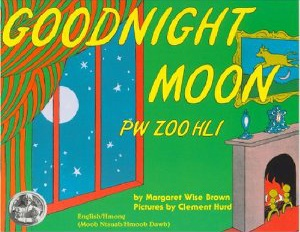 GOODNIGHT
MOON
PW ZOO HLI
by Margaret Wise Brown
Pictures by Clement Hurd
English/Hmong
(Moob Ntsuab/Hmoob Dawb)